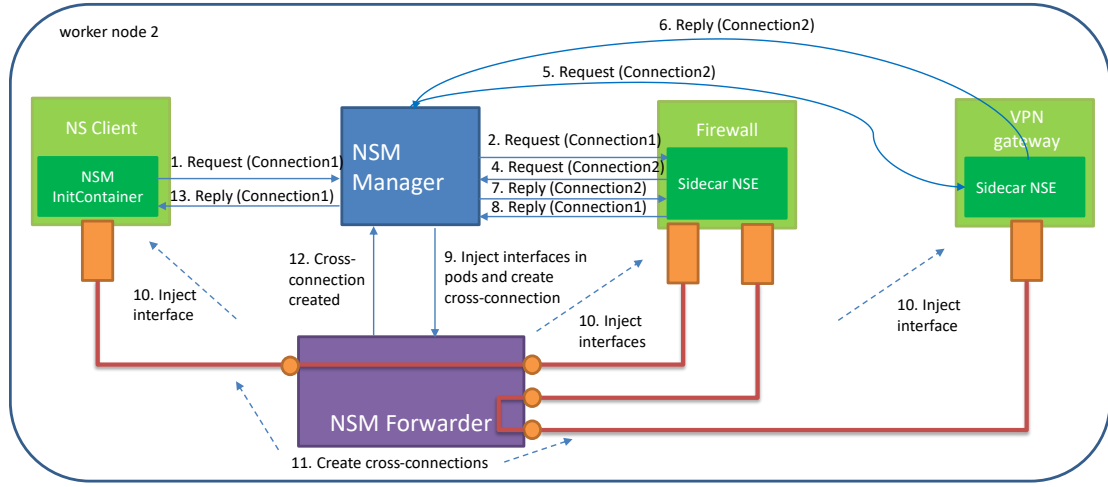 worker node 2
6. Reply (Connection2)
5. Request (Connection2)
NS Client
NSM
InitContainer
1. Request (Connection1)
13. Reply (Connection1)
NSM
Manager
2. Request (Connection1)
4. Request (Connection2)
7. Reply (Connection2)
8. Reply (Connection1)
Firewall
Sidecar NSE
VPN
gateway
Sidecar NSE
10. Inject
interface
12. Cross-
connection
created
9. Inject interfaces in
pods and create
cross-connection
10. Inject
interfaces
10. Inject
interface
NSM Forwarder
11. Create cross-connections